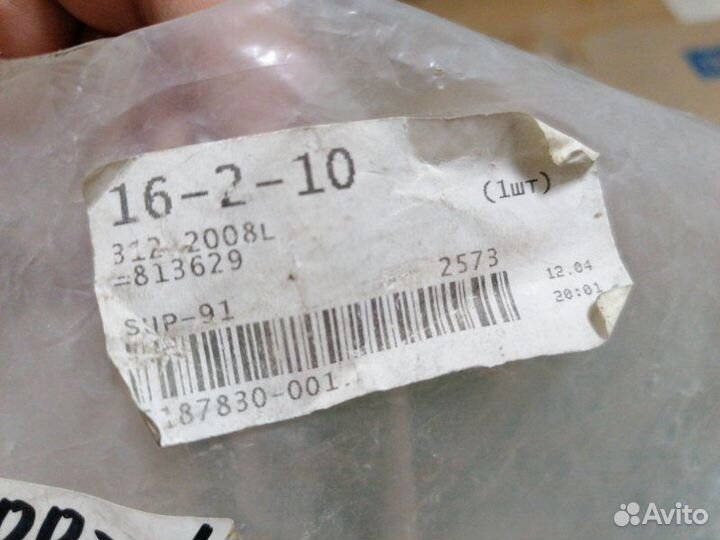 16-2-10
(1шт)
312 2008L
=813629
2573
12.04
20:01
SUP-91
187830-001.
Avito